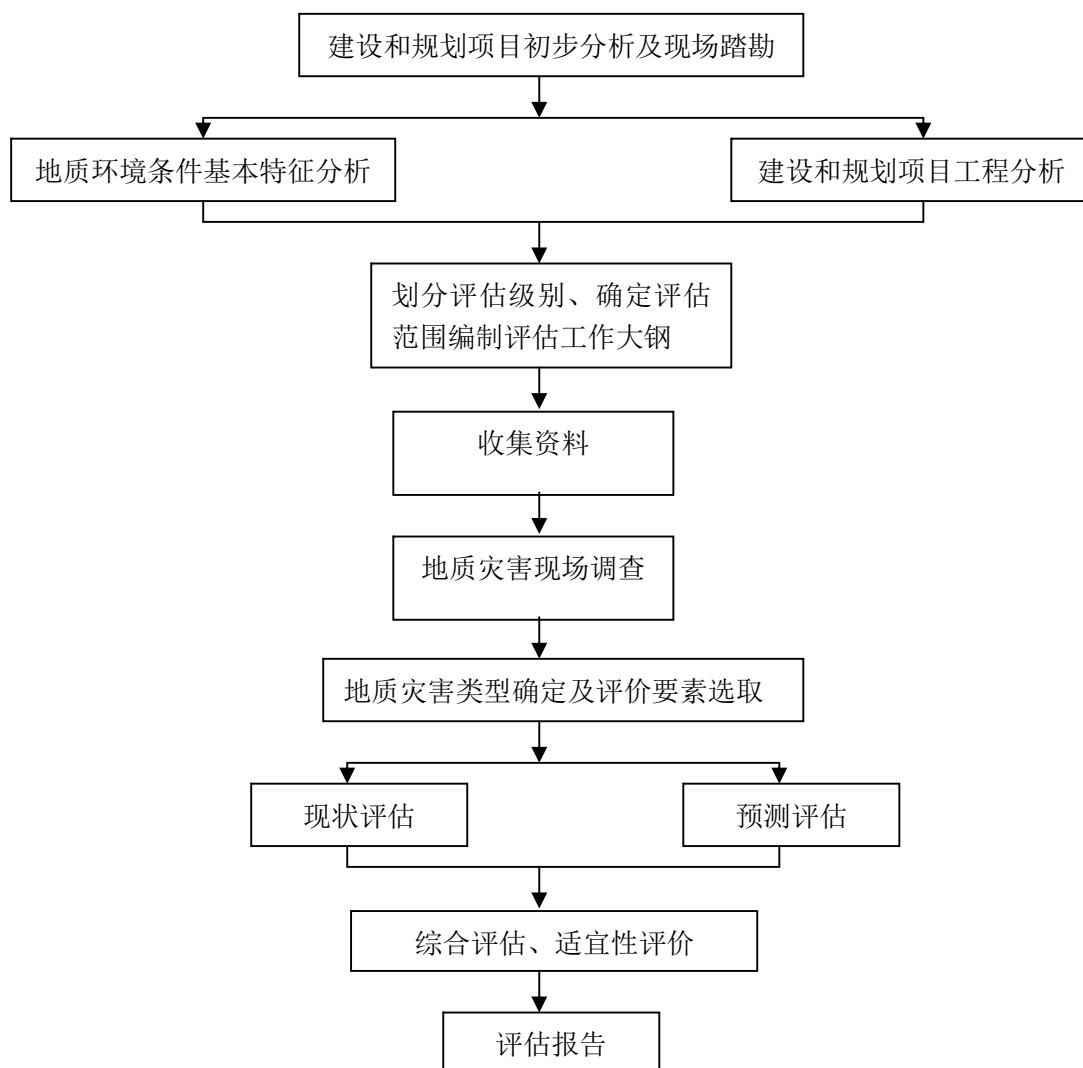 建设和规划项目初步分析及现场踏勘
地质环境条件基本特征分析
建设和规划项目工程分析
划分评估级别、确定评估
范围编制评估工作大钢
收集资料
地质灾害现场调查
地质灾害类型确定及评价要素选取
现状评估
预测评估
综合评估、适宜性评价
评估报告